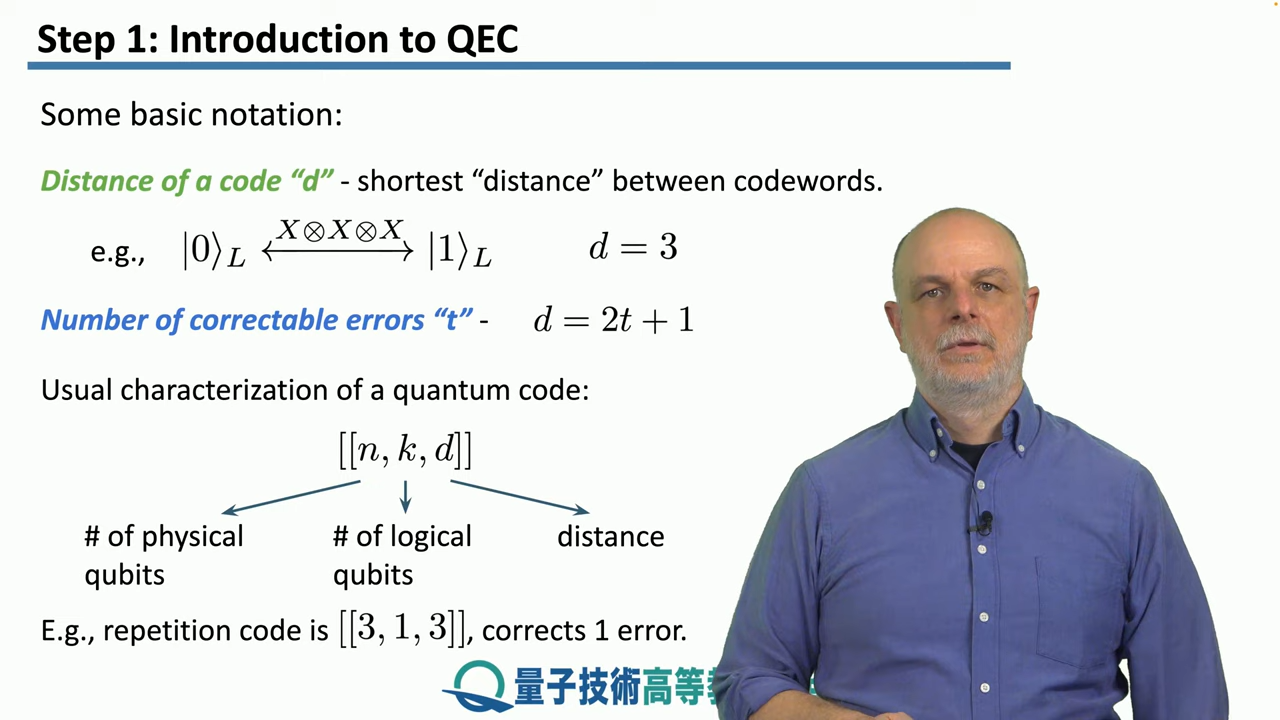 Step 1: Introduction to QEC
Some basic notation:
Distance of a code “d” - shortest “distance” between codewords.
e.g., |0⟩_L ⟷^{X⊗X⊗X} |1⟩_L d = 3
Number of correctable errors “t” - d = 2t + 1
Usual characterization of a quantum code:
[[n, k, d]]
# of physical qubits
# of logical qubits
distance
E.g., repetition code is [[3, 1, 3]], corrects 1 error.
量子技術高等